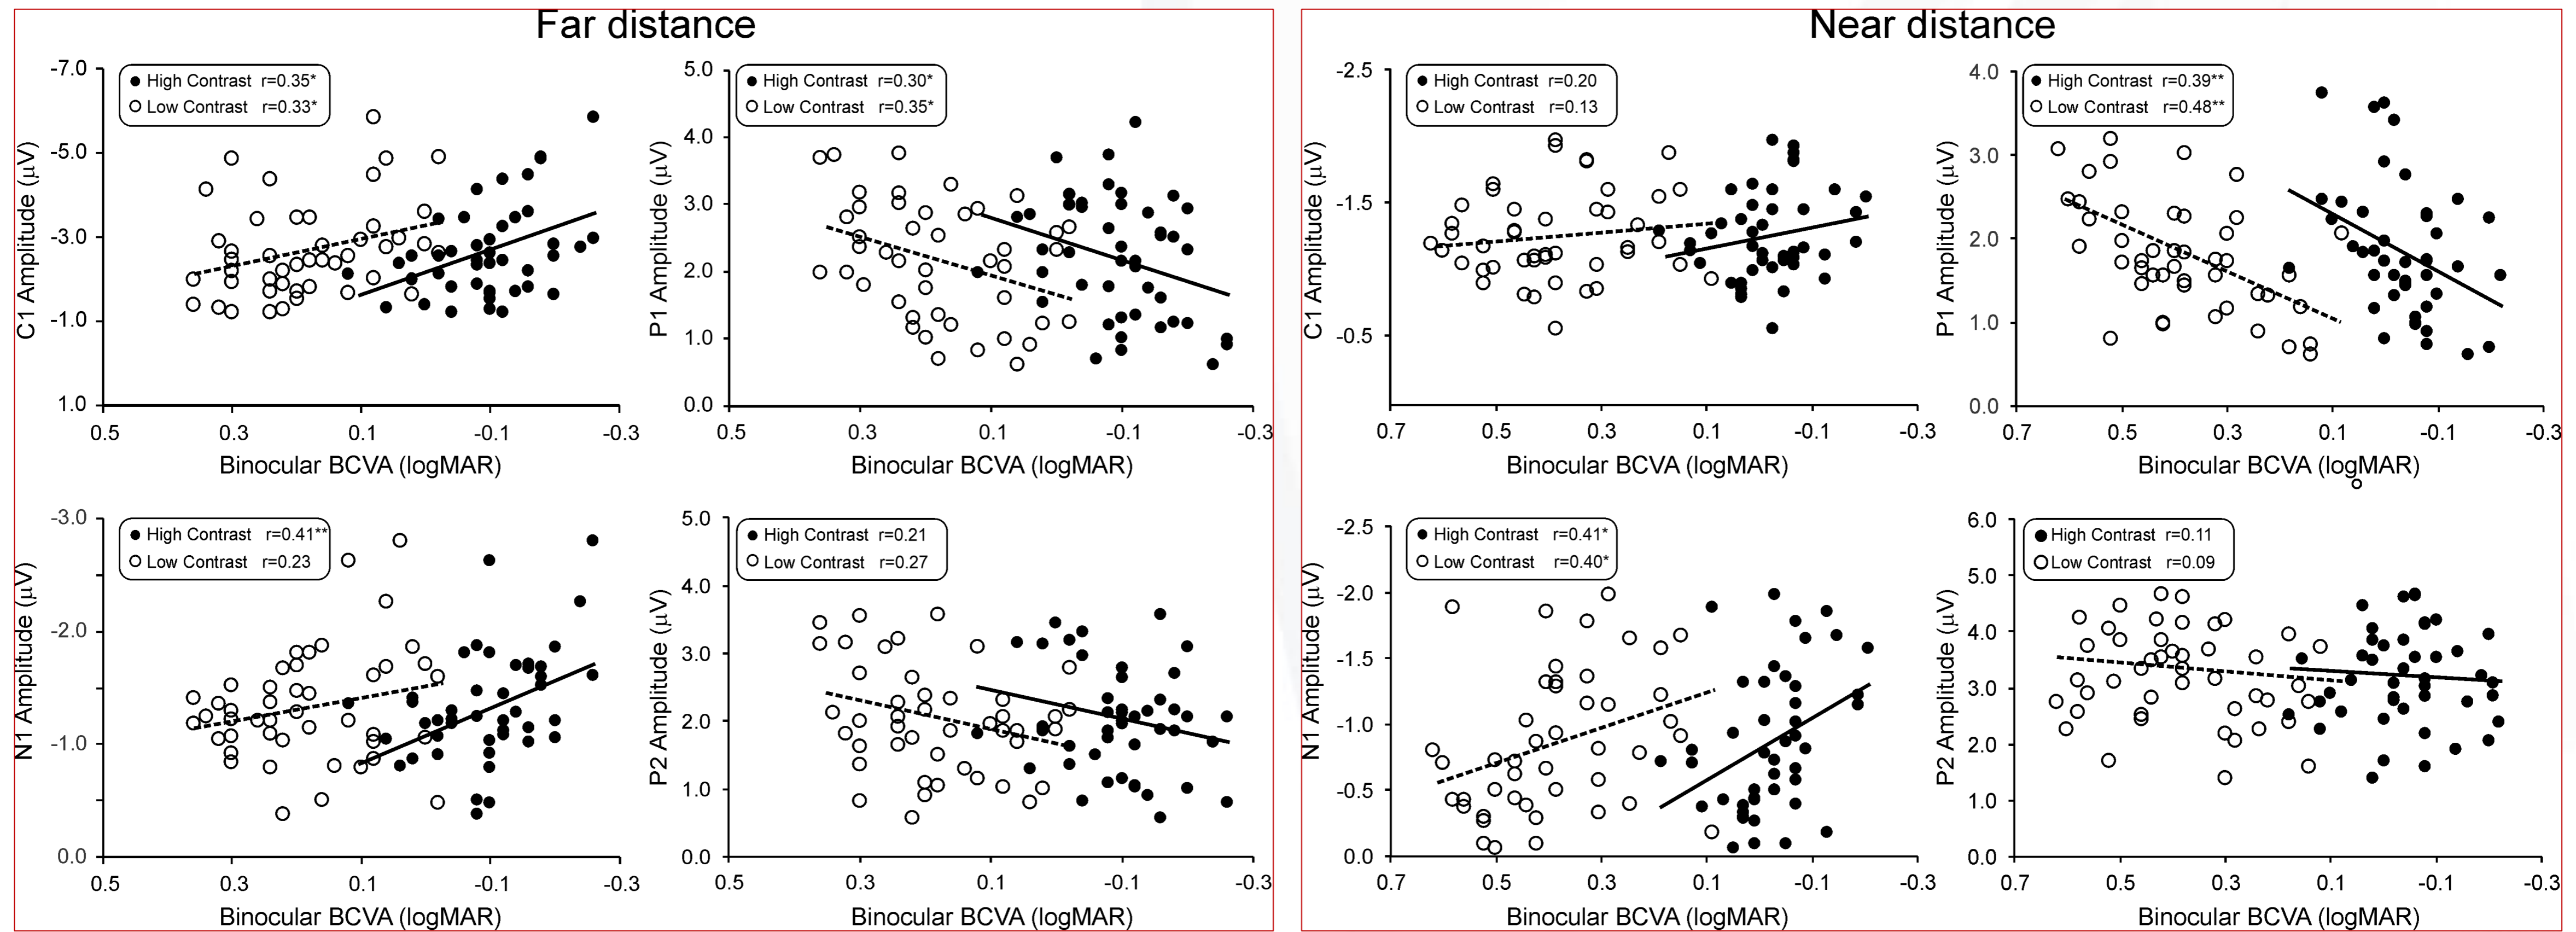 Far distance
-7.0
-5.0
-3.0
-1.0
1.0
C1 Amplitude (μV)
High Contrast r=0.35*
Low Contrast r=0.33*
0.5 0.3 0.1 -0.1 -0.3
Binocular BCVA (logMAR)
5.0
4.0
3.0
2.0
1.0
0.0
P1 Amplitude (μV)
High Contrast r=0.30*
Low Contrast r=0.35*
0.5 0.3 0.1 -0.1 -0.3
Binocular BCVA (logMAR)
-3.0
-2.0
-1.0
0.0
N1 Amplitude (μV)
High Contrast r=0.41**
Low Contrast r=0.23
0.5 0.3 0.1 -0.1 -0.3
Binocular BCVA (logMAR)
5.0
4.0
3.0
2.0
1.0
0.0
P2 Amplitude (μV)
High Contrast r=0.21
Low Contrast r=0.27
0.5 0.3 0.1 -0.1 -0.3
Binocular BCVA (logMAR)
Near distance
-2.5
-1.5
-0.5
C1 Amplitude (μV)
High Contrast r=0.20
Low Contrast r=0.13
0.7 0.5 0.3 0.1 -0.1 -0.3
Binocular BCVA (logMAR)
4.0
3.0
2.0
1.0
0.0
P1 Amplitude (μV)
High Contrast r=0.39**
Low Contrast r=0.48**
0.7 0.5 0.3 0.1 -0.1 -0.3
Binocular BCVA (logMAR)
-2.5
-2.0
-1.5
-1.0
-0.5
0.0
N1 Amplitude (μV)
High Contrast r=0.41*
Low Contrast r=0.40*
0.7 0.5 0.3 0.1 -0.1 -0.3
Binocular BCVA (logMAR)
6.0
5.0
4.0
3.0
2.0
1.0
0.0
P2 Amplitude (μV)
High Contrast r=0.11
Low Contrast r=0.09
0.7 0.5 0.3 0.1 -0.1 -0.3
Binocular BCVA (logMAR)